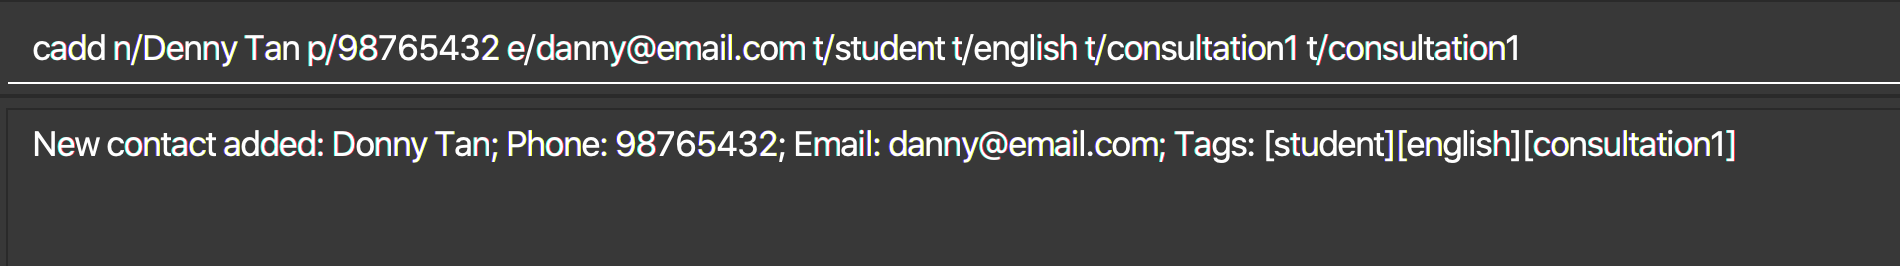 cadd n/Denny Tan p/98765432 e/danny@email.com t/student t/english t/consultation1 t/consultation1
New contact added: Donny Tan; Phone: 98765432; Email: danny@email.com; Tags: [student][english][consultation1]